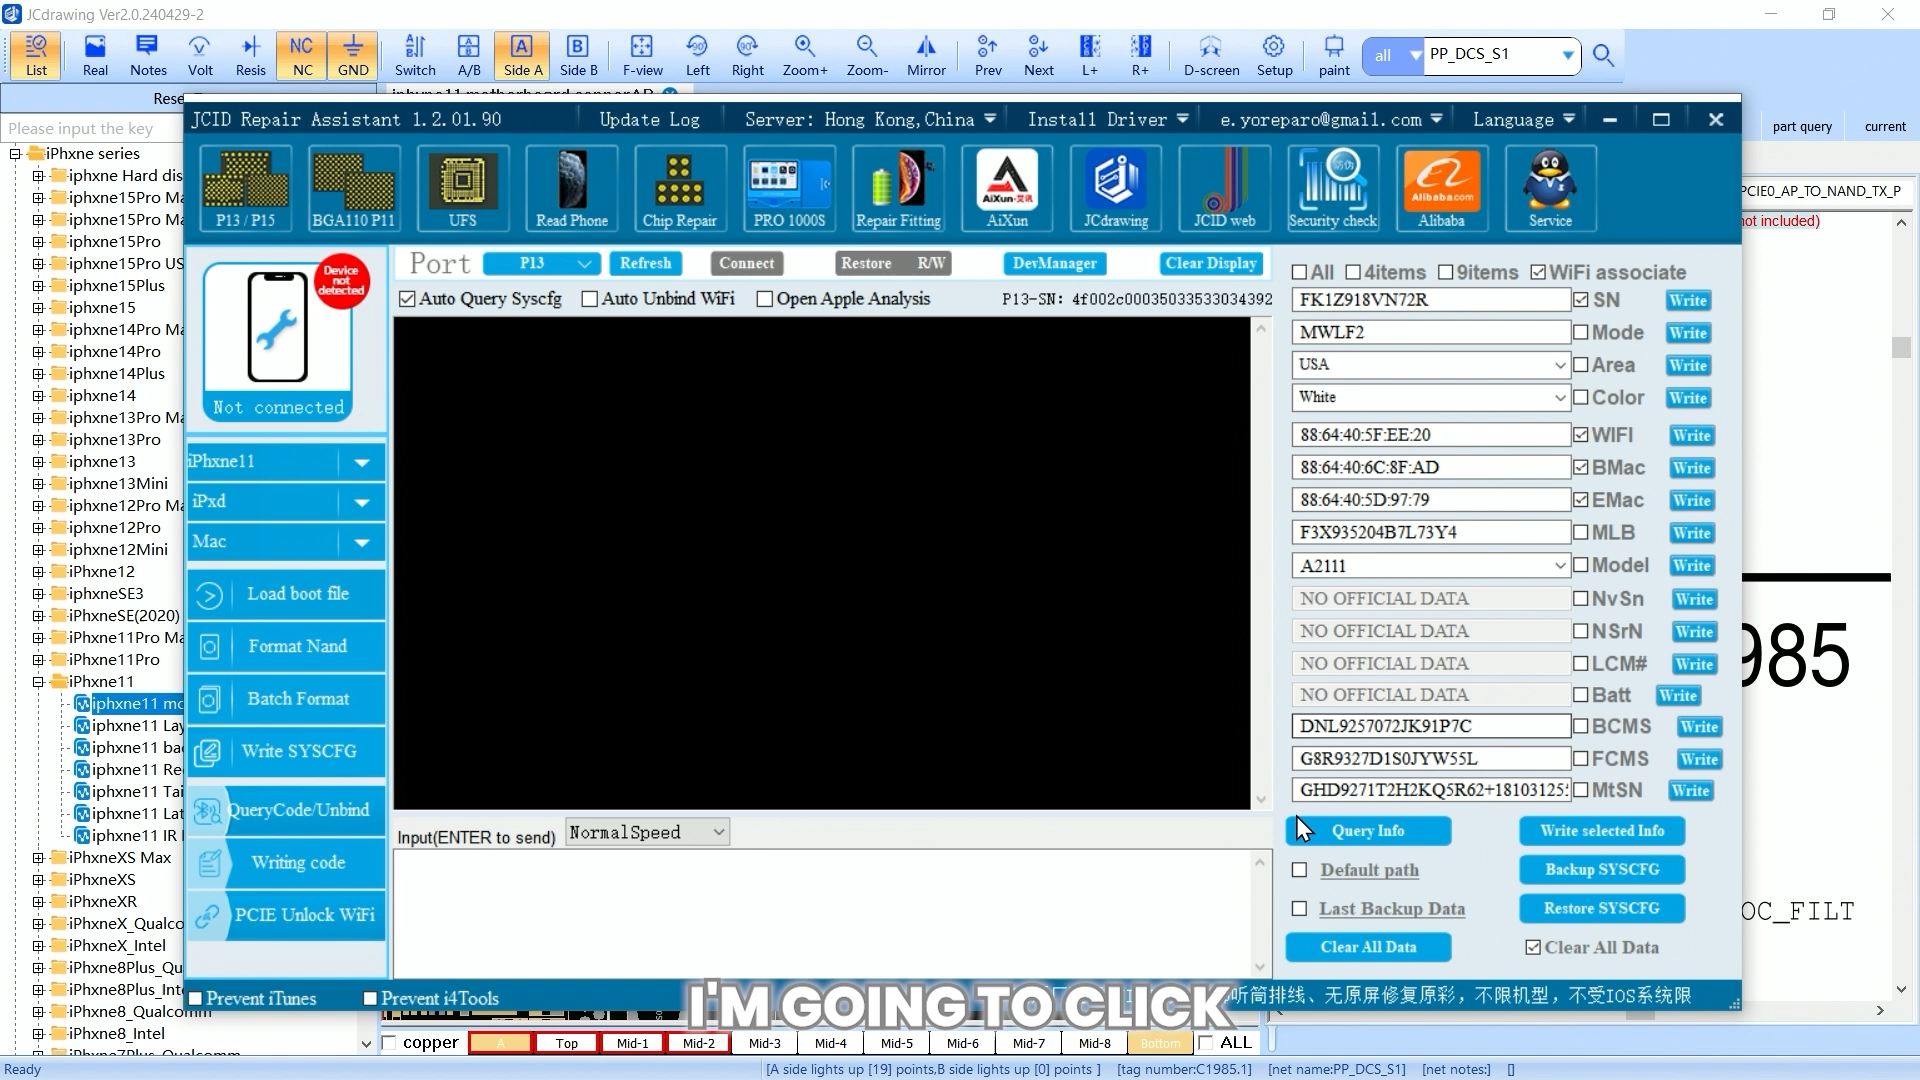 JCdrawing Ver2.0.240429-2
List
Real
Notes
Volt
Resis
NC
NC
GND
Switch
A/B
Side A
Side B
F-view
Left
Right
Zoom+
Zoom-
Mirror
Prev
Next
L+
R+
D-screen
Setup
paint
all
PP_DCS_S1
Please input the key
part query
current
iPhxne series
iphxne Hard dis
iphxne15Pro Ma
iphxne15Pro Ma
iphxne15Pro
iphxne15Pro US
iphxne15Plus
iphxne15
iphxne14Pro Ma
iphxne14Pro
iphxne14Plus
iphxne14
iphxne13Pro Ma
iphxne13Pro
iphxne13
iphxne13Mini
iphxne12Pro Ma
iphxne12Pro
iphxne12Mini
iPhxne12
iphxneSE3
iPhxneSE(2020)
iPhxne11Pro Ma
iPhxne11Pro
iPhxne11
iphxne11 mo
iphxne11 Lay
iphxne11 ba
iphxne11 Re
iphxne11 Tai
iphxne11 Lat
iphxne11 IR
iPhxneXS Max
iPhxneXS
iPhxneXR
iPhxneX_Qualco
iPhxneX_Intel
iPhxne8Plus_Qu
iPhxne8Plus_Inte
iPhxne8_Qualcomm
iPhxne8_Intel
JCID Repair Assistant 1.2.01.90
Update Log
Server: Hong Kong,China
Install Driver
e.yoreparo@gmail.com
Language
P13 / P15
BGA110 P11
UFS
Read Phone
Chip Repair
PRO 1000S
Repair Fitting
AiXun
JCdrawing
JCID web
Security check
Alibaba
Service
Device
not
detected
Not connected
iPhxne11
iPxd
Mac
Load boot file
Format Nand
Batch Format
Write SYSCFG
QueryCode/Unbind
Writing code
PCIE Unlock WiFi
Port
P13
Refresh
Connect
Restore R/W
DevManager
Clear Display
Auto Query Syscfg
Auto Unbind WiFi
Open Apple Analysis
P13-SN: 4f002c00035033533034392
Input(ENTER to send)
NormalSpeed
All 4items 9items WiFi associate
FK1Z918VN72R SN Write
MWLF2 Mode Write
USA Area Write
White Color Write
88:64:40:5F:EE:20 WIFI Write
88:64:40:6C:8F:AD BMac Write
88:64:40:5D:97:79 EMac Write
F3X935204B7L73Y4 MLB Write
A2111 Model Write
NO OFFICIAL DATA NvSn Write
NO OFFICIAL DATA NSrN Write
NO OFFICIAL DATA LCM# Write
NO OFFICIAL DATA Batt Write
DNL9257072JK91P7C BCMS Write
G8R9327D1S0JYW55L FCMS Write
GHD9271T2H2KQ5R62+18103125 MtSN Write
Query Info
Write selected Info
Default path
Backup SYSCFG
Last Backup Data
Restore SYSCFG
Clear All Data
Clear All Data
Prevent iTunes
Prevent i4Tools
听筒排线、无原屏修复原彩，不限机型，不受IOS系统限
PCIE0_AP_TO_NAND_TX_P
not included)
985
OC_FILT
I'M GOING TO CLICK
copper
A
Top
Mid-1
Mid-2
Mid-3
Mid-4
Mid-5
Mid-6
Mid-7
Mid-8
Bottom
ALL
Ready
[A side lights up [19] points,B side lights up [0] points ]
[tag number:C1985.1]
[net name:PP_DCS_S1]
[net notes:]
[]